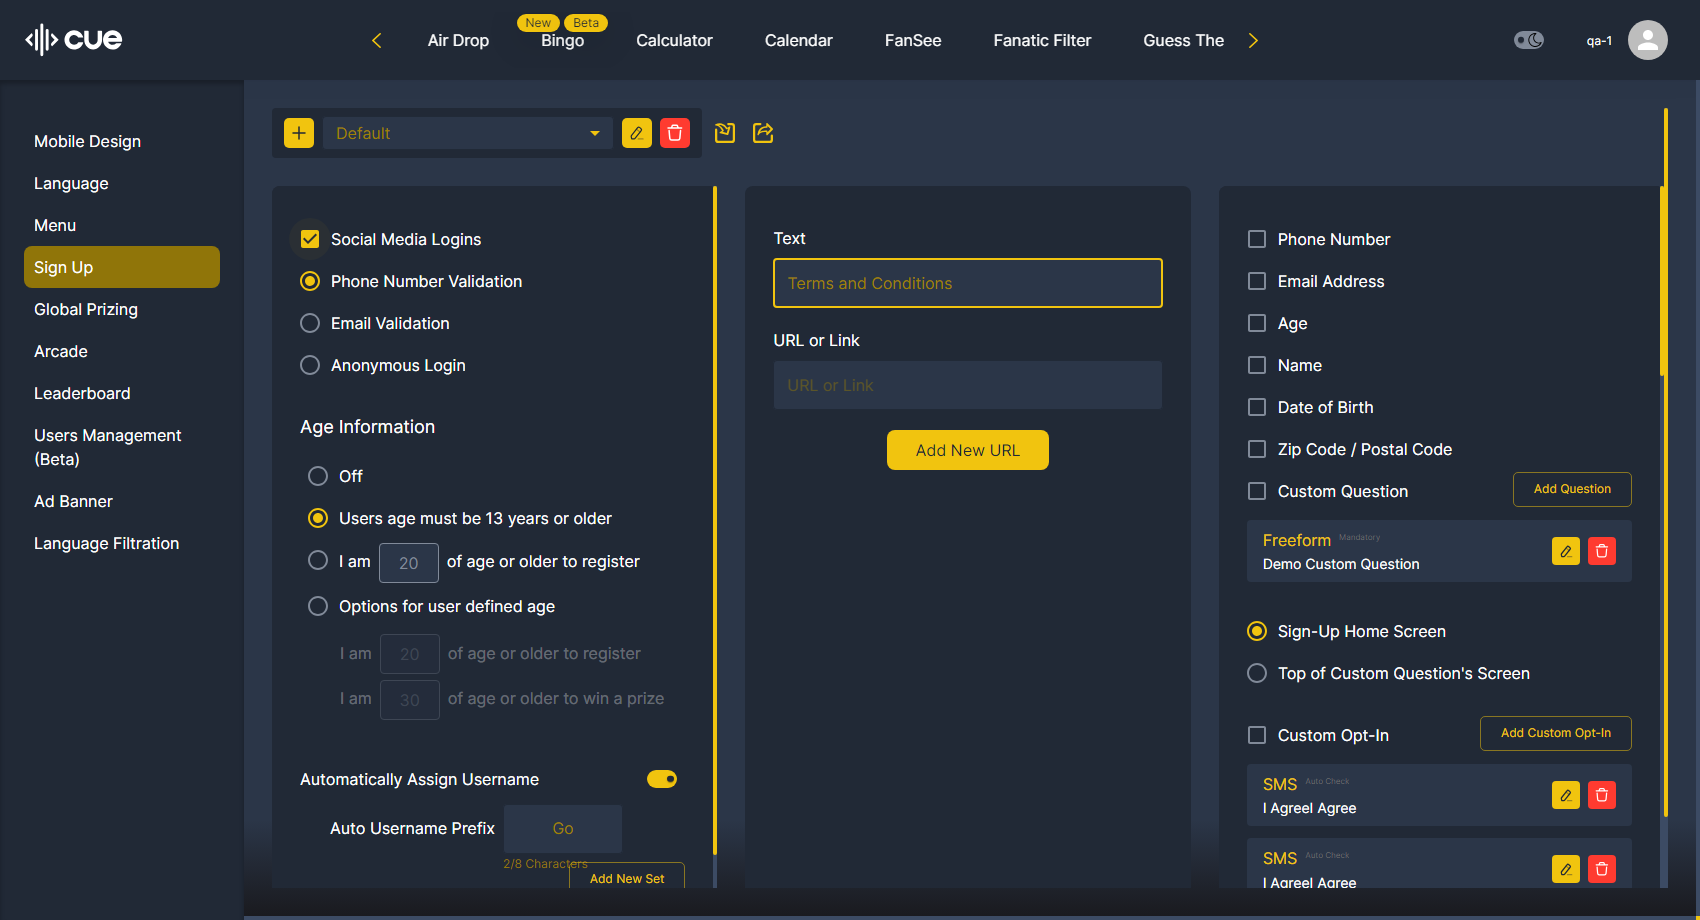 cue
New
Beta
Air Drop
Bingo
Calculator
Calendar
FanSee
Fanatic Filter
Guess The
qa-1
Mobile Design
Language
Menu
Sign Up
Global Prizing
Arcade
Leaderboard
Users Management
(Beta)
Ad Banner
Language Filtration
Default
Social Media Logins
Phone Number Validation
Email Validation
Anonymous Login
Age Information
Off
Users age must be 13 years or older
I am 20 of age or older to register
Options for user defined age
I am 20 of age or older to register
I am 30 of age or older to win a prize
Automatically Assign Username
Auto Username Prefix Go
2/8 Characters
Add New Set
Text
Terms and Conditions
URL or Link
URL or Link
Add New URL
Phone Number
Email Address
Age
Name
Date of Birth
Zip Code / Postal Code
Custom Question
Add Question
Freeform Mandatory
Demo Custom Question
Sign-Up Home Screen
Top of Custom Question's Screen
Custom Opt-In
Add Custom Opt-In
SMS Auto Check
I AgreeI Agree
SMS Auto Check
I AgreeI Agree